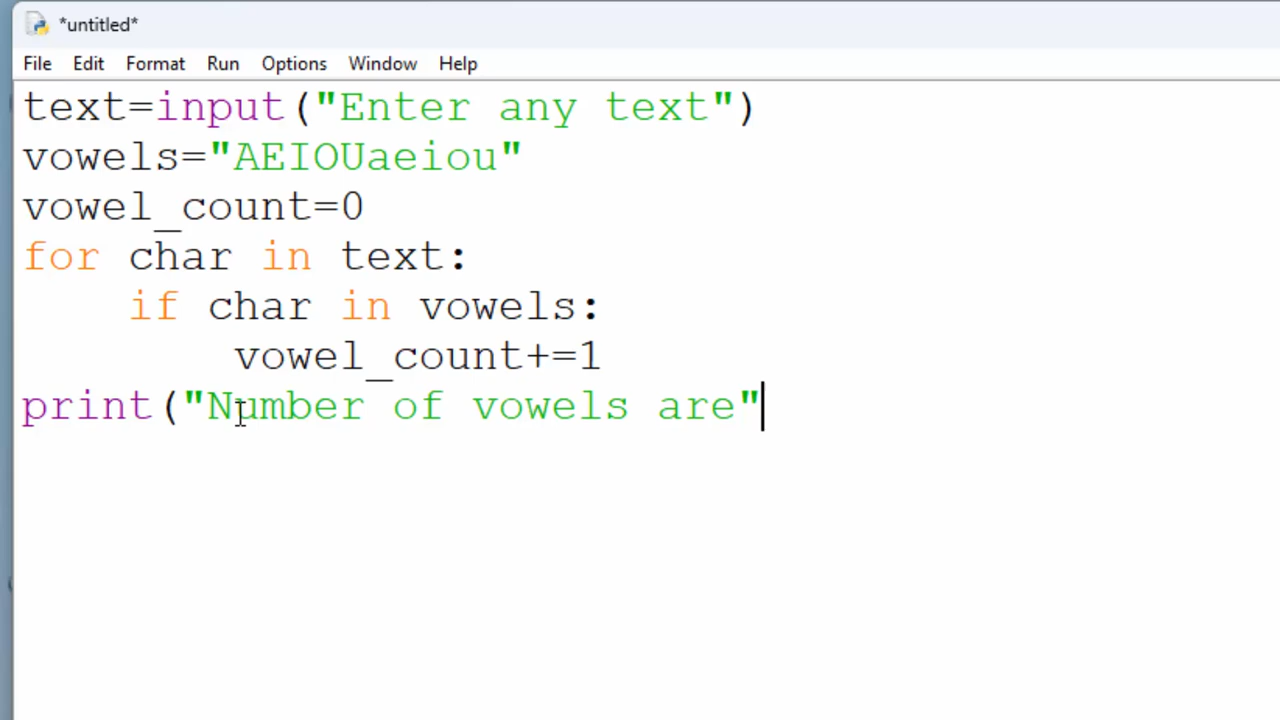 *untitled*
File Edit Format Run Options Window Help
text=input("Enter any text")
vowels="AEIOUaeiou"
vowel_count=0
for char in text:
    if char in vowels:
        vowel_count+=1
print("Number of vowels are"